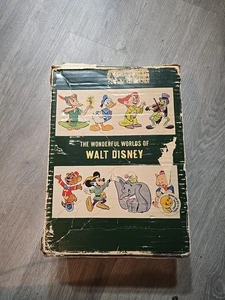 THE WONDERFUL WORLDS OF
WALT DISNEY